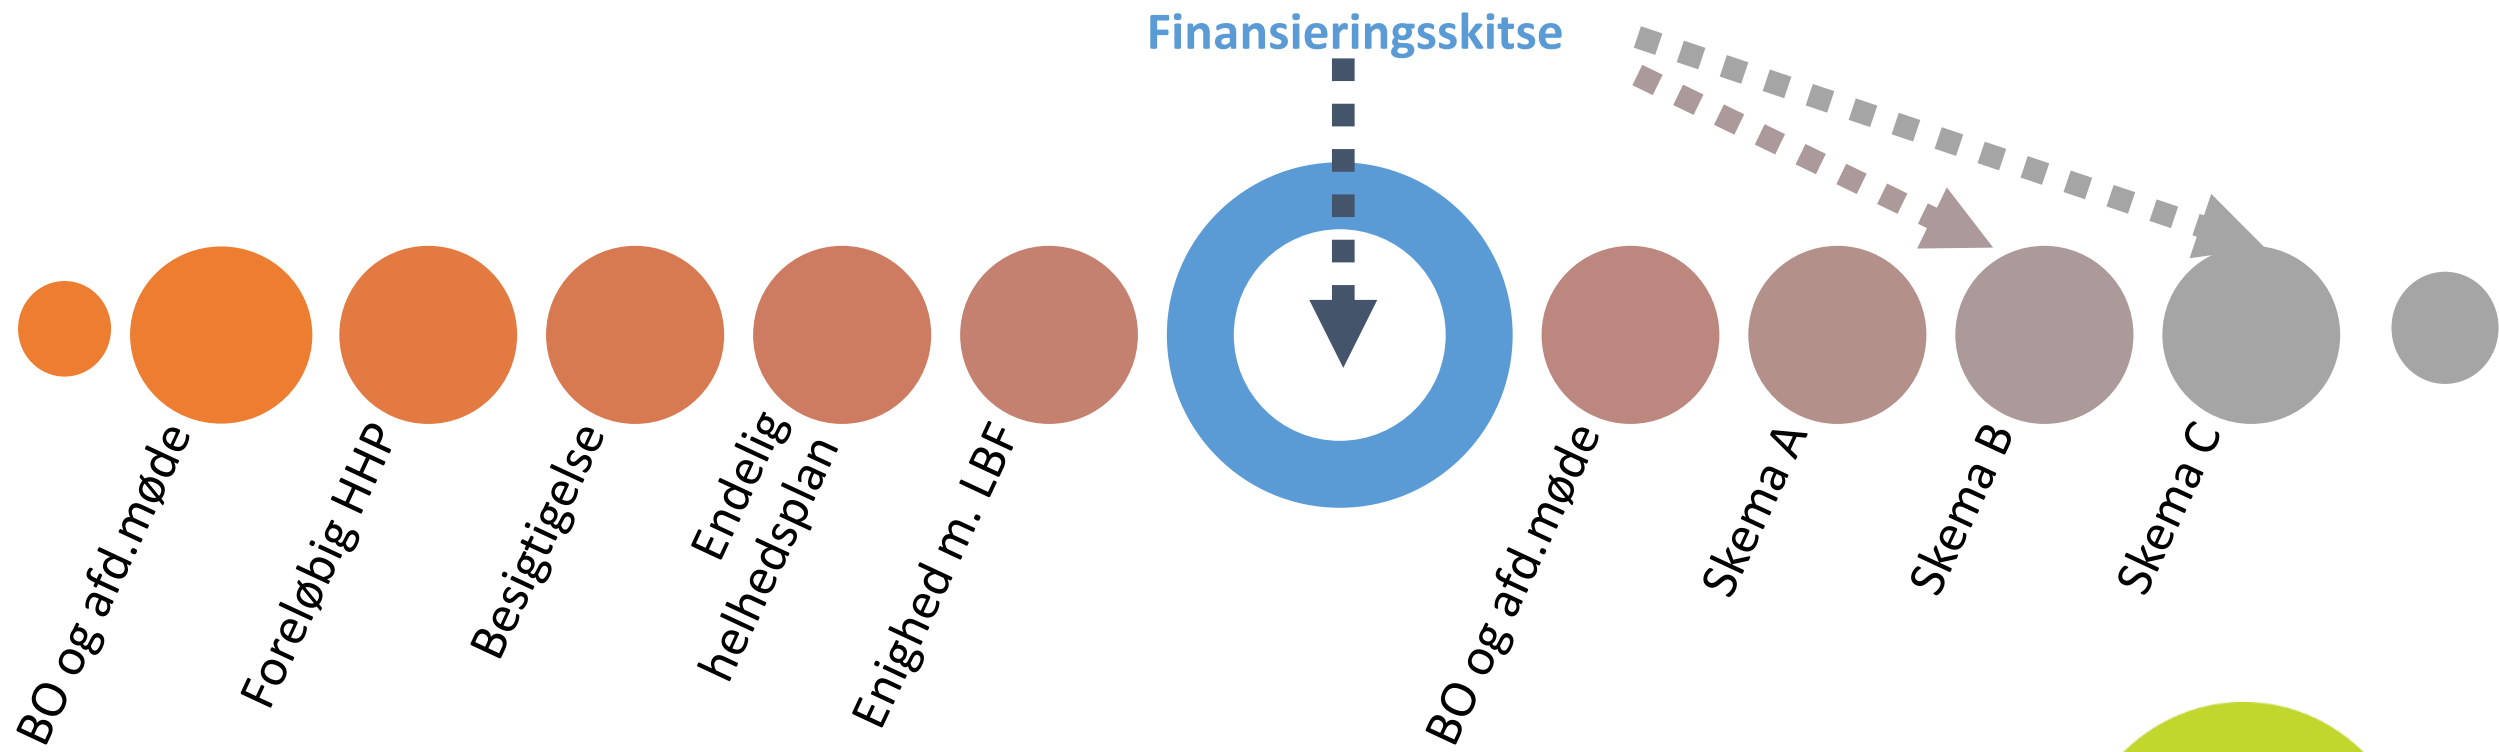 Finansieringsskitse
BO og afd.møde
Foreløbig HHP
Besigtigelse
Endelig
helhedsplan
Enighed m. LBF
BO og afd.møde
Skema A
Skema B
Skema C